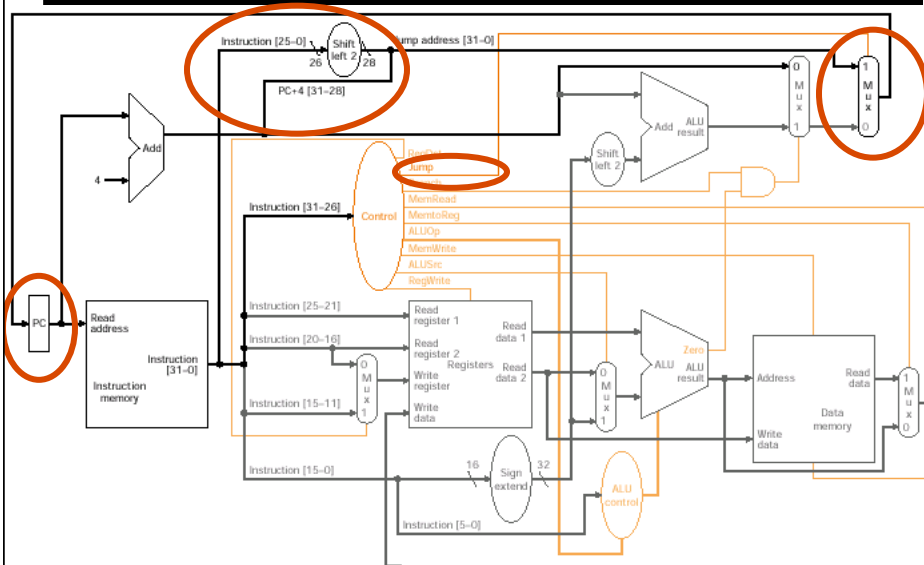 Instruction [25–0]
Shift
left 2
Jump address [31–0]
26
28
PC+4 [31–28]
0
M
u
x
1
1
M
u
x
0
Add
ALU
result
Add
4
Shift
left 2
RegDst
Jump
Branch
MemRead
MemtoReg
ALUOp
MemWrite
ALUSrc
RegWrite
Instruction [31–26]
Control
PC
Read
address
Instruction
[31–0]
Instruction
memory
Instruction [25–21]
Instruction [20–16]
Instruction [15–11]
0
M
u
x
1
Read
register 1
Read
register 2
Registers
Write
register
Write
data
Read
data 1
Read
data 2
0
M
u
x
1
Zero
ALU
ALU
result
Address
Read
data
Data
memory
Write
data
1
M
u
x
0
Instruction [15–0]
16
Sign
extend
32
ALU
control
Instruction [5–0]